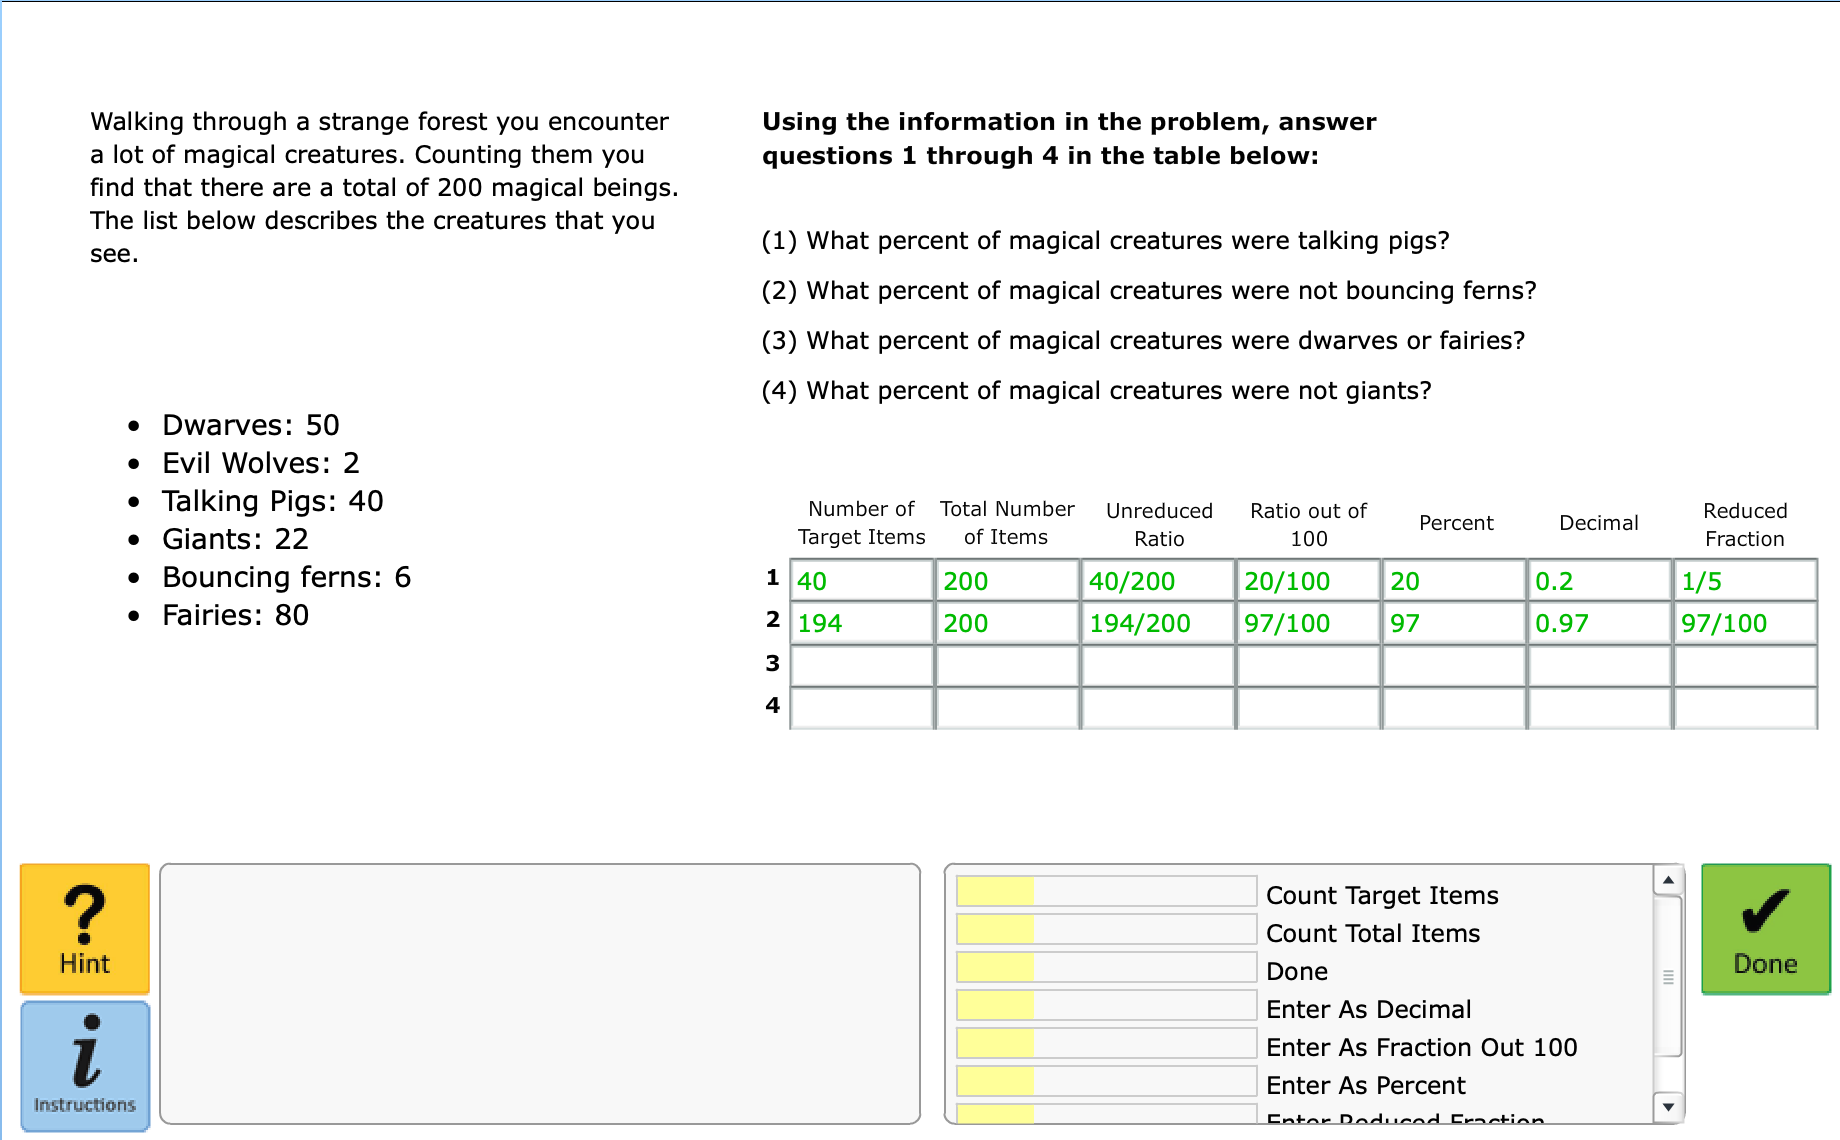 Walking through a strange forest you encounter
a lot of magical creatures. Counting them you
find that there are a total of 200 magical beings.
The list below describes the creatures that you
see.
• Dwarves: 50
• Evil Wolves: 2
• Talking Pigs: 40
• Giants: 22
• Bouncing ferns: 6
• Fairies: 80
Using the information in the problem, answer
questions 1 through 4 in the table below:
(1) What percent of magical creatures were talking pigs?
(2) What percent of magical creatures were not bouncing ferns?
(3) What percent of magical creatures were dwarves or fairies?
(4) What percent of magical creatures were not giants?
Number of Target Items Total Number of Items Unreduced Ratio Ratio out of 100 Percent Decimal Reduced Fraction
1 40 200 40/200 20/100 20 0.2 1/5
2 194 200 194/200 97/100 97 0.97 97/100
3
4
? Hint
i Instructions
Count Target Items
Count Total Items
Done
Enter As Decimal
Enter As Fraction Out 100
Enter As Percent
Enter Reduced Fraction
Done